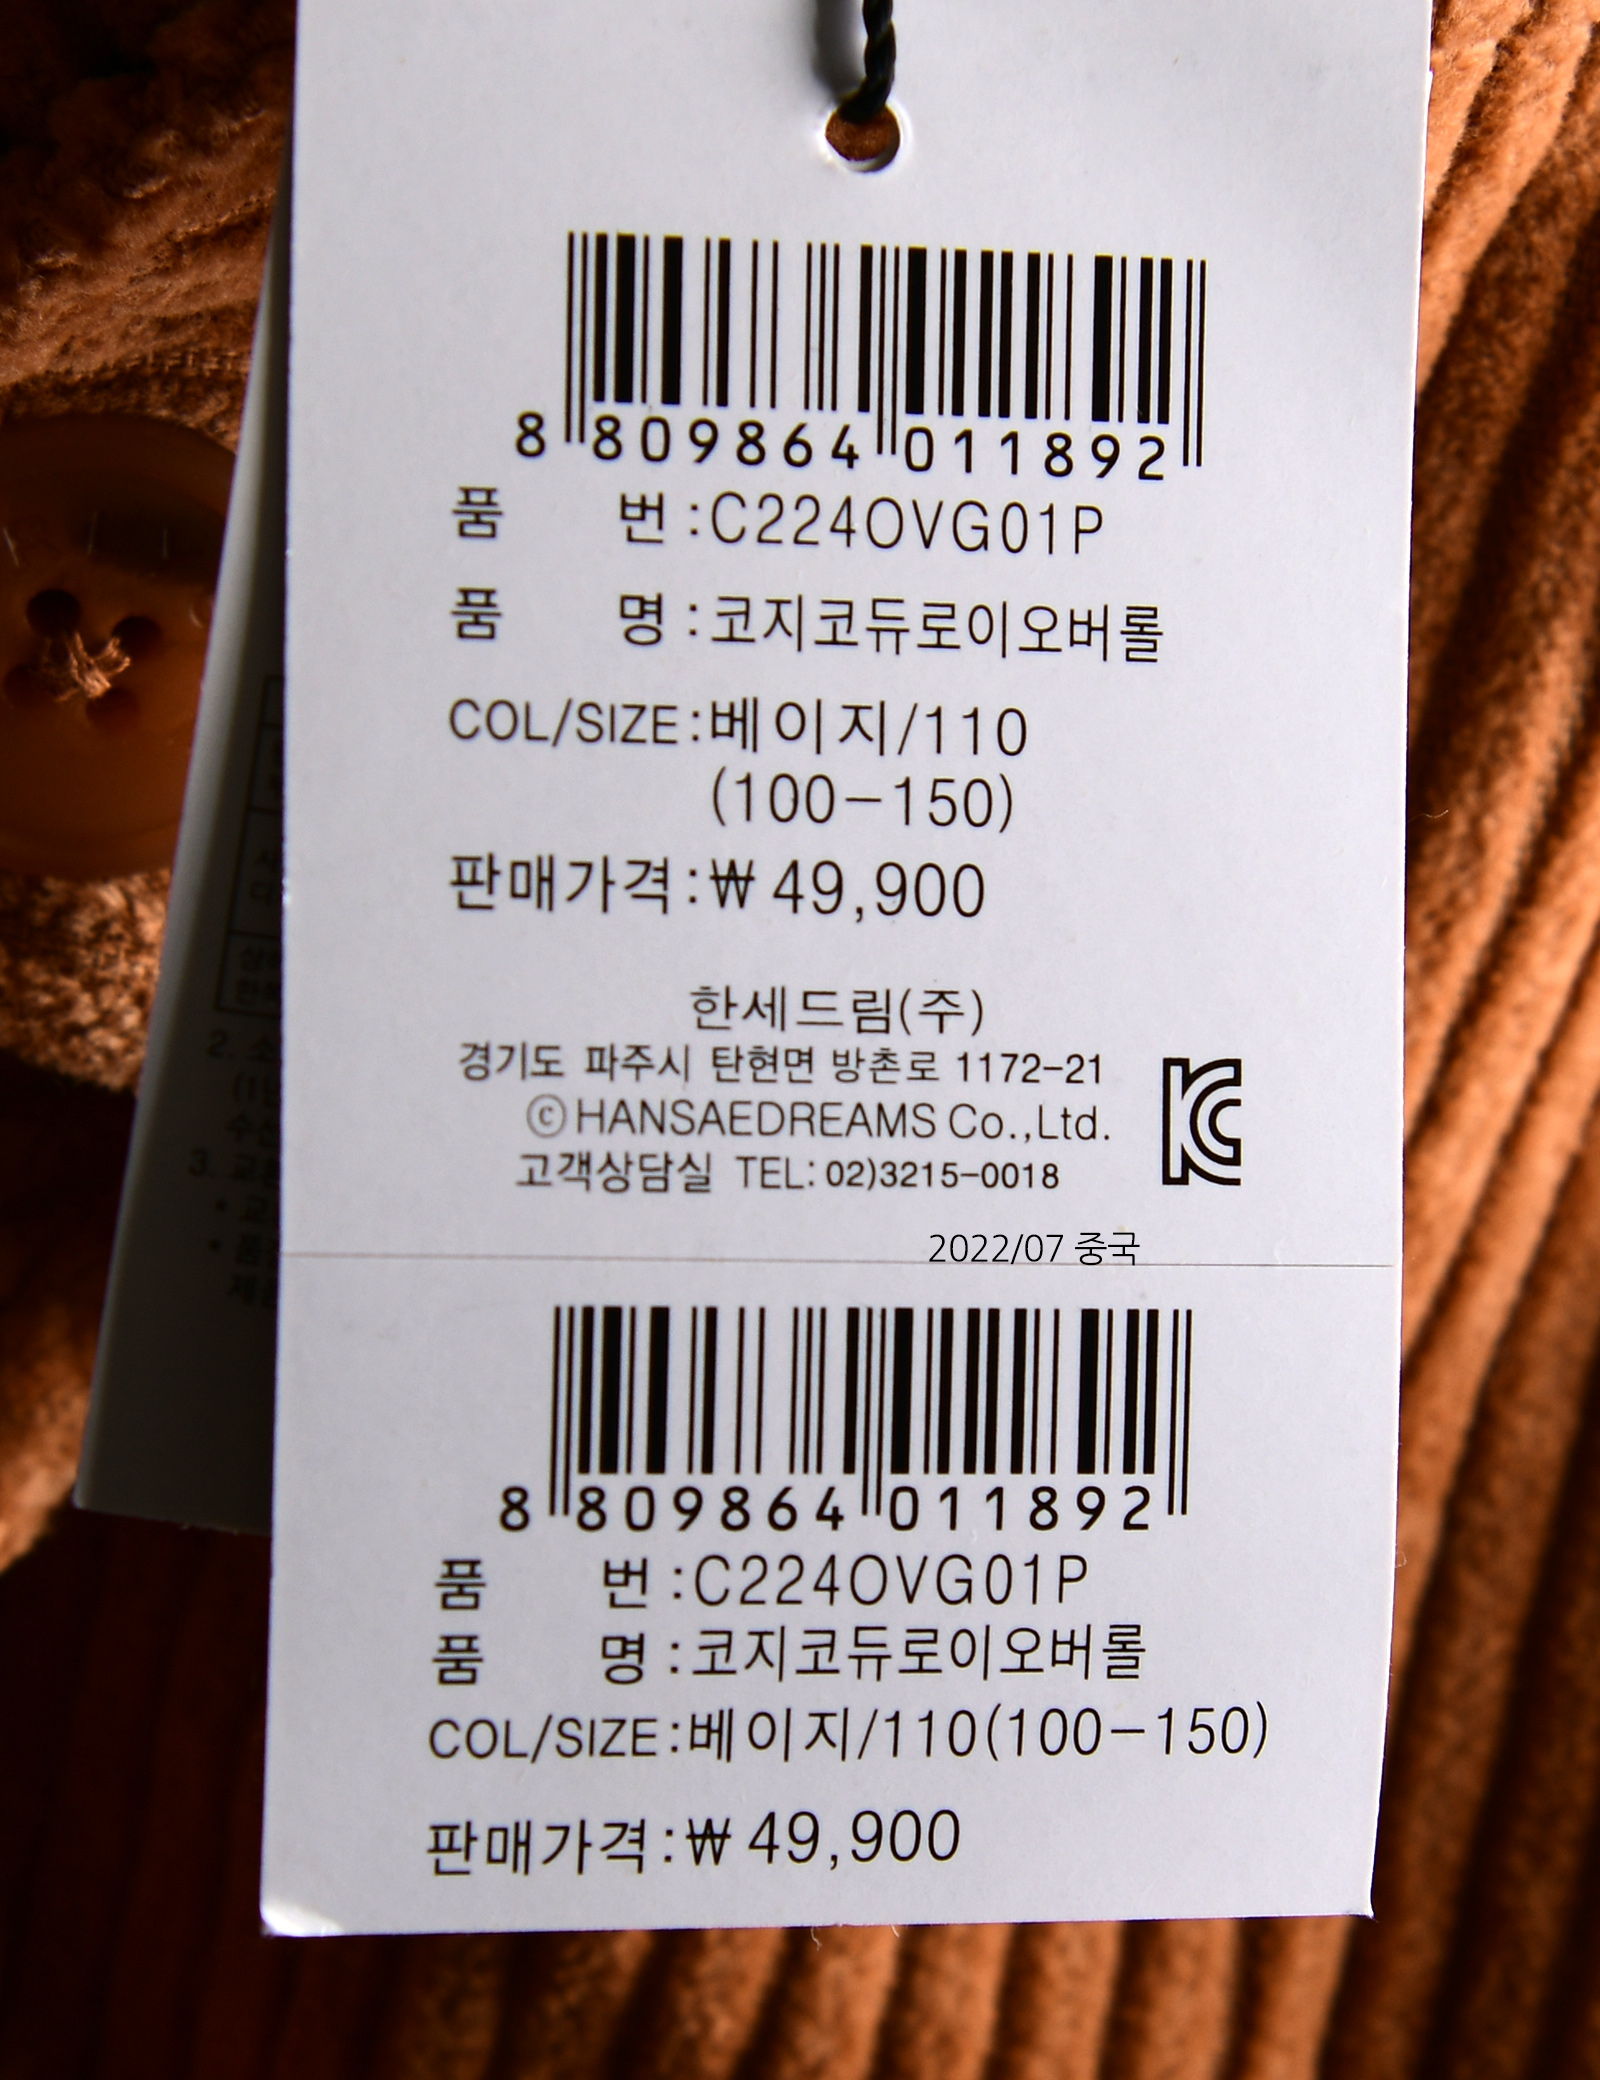 8 809864 011892
품 번 :C224OVG01P
품 명 :코지코듀로이오버롤
COL/SIZE:베이지/110
(100-150)
판매가격:₩ 49,900
한세드림(주)
경기도 파주시 탄현면 방촌로 1172-21
ⓒHANSAEDREAMS Co.,Ltd.
고객상담실 TEL:02)3215-0018
2022/07 중국
8 809864 011892
품 번 :C224OVG01P
품 명 :코지코듀로이오버롤
COL/SIZE:베이지/110(100-150)
판매가격:₩ 49,900